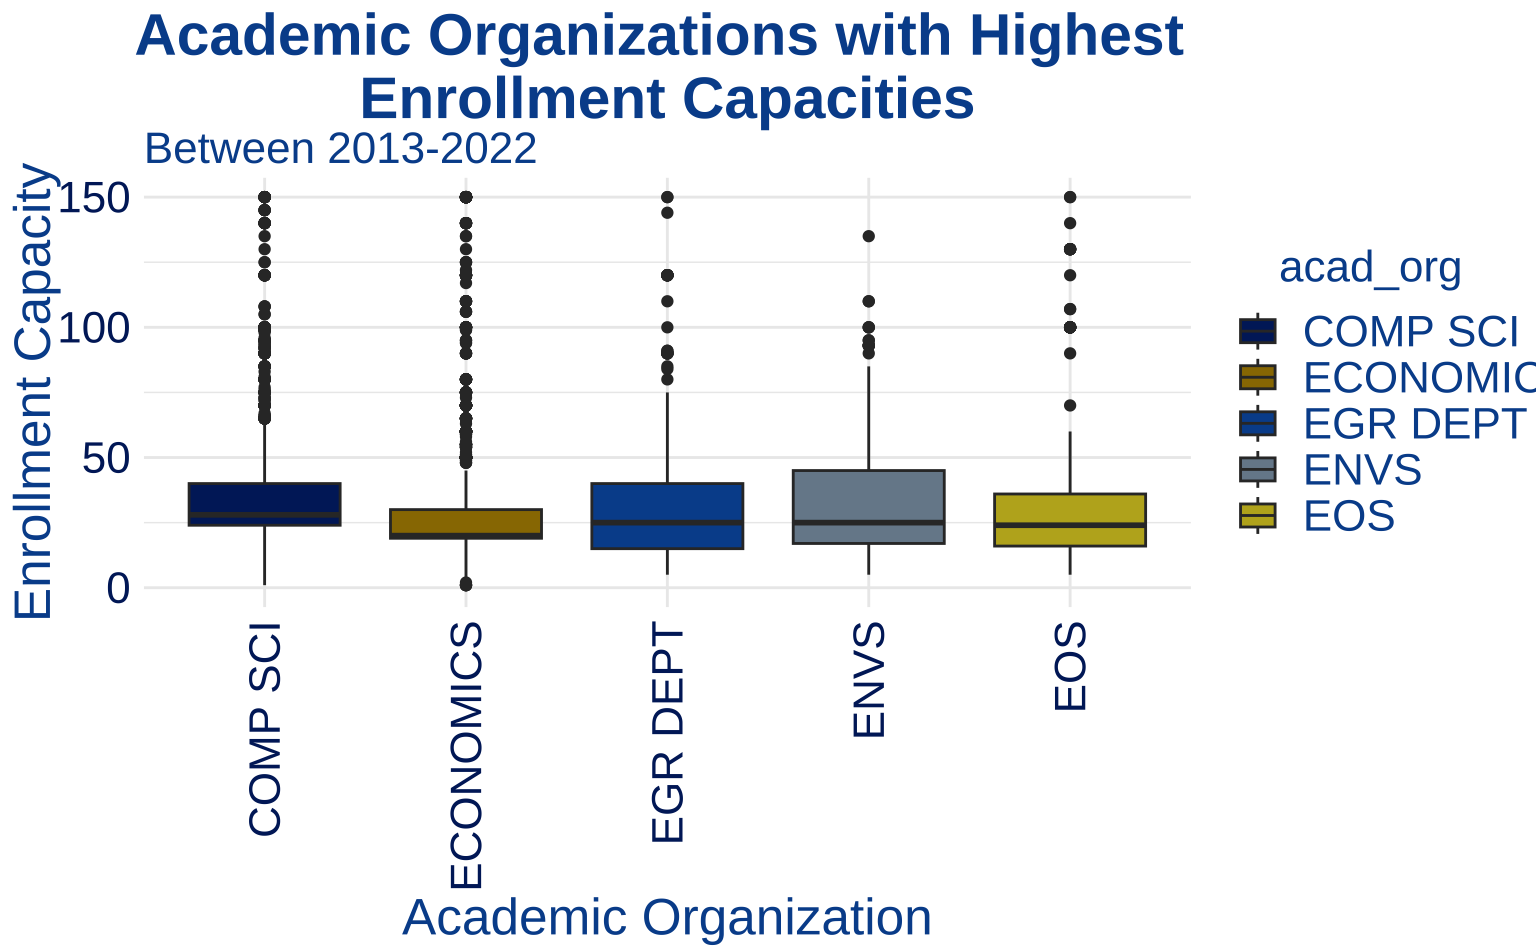 Academic Organizations with Highest
Enrollment Capacities
Between 2013-2022
Enrollment Capacity
150
100
50
0
COMP SCI
ECONOMICS
EGR DEPT
ENVS
EOS
Academic Organization
acad_org
COMP SCI
ECONOMIC
EGR DEPT
ENVS
EOS